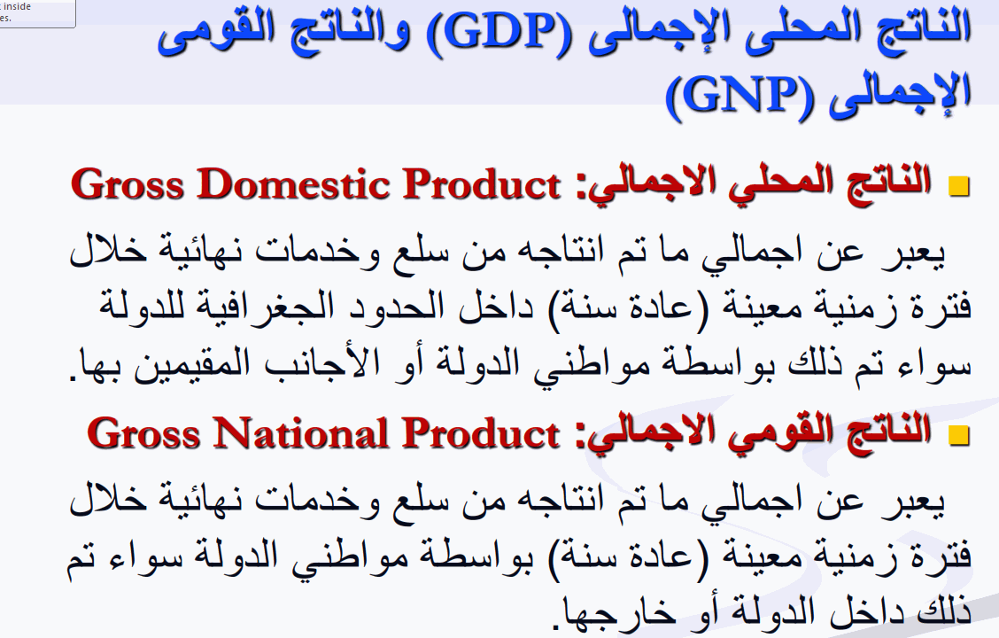 inside
es.
الناتج المحلى الإجمالى (GDP) والناتج القومى
الإجمالى (GNP)
الناتج المحلي الاجمالي: Gross Domestic Product
يعبر عن اجمالي ما تم انتاجه من سلع وخدمات نهائية خلال
فترة زمنية معينة (عادة سنة) داخل الحدود الجغرافية للدولة
سواء تم ذلك بواسطة مواطني الدولة أو الأجانب المقيمين بها.
الناتج القومي الاجمالي: Gross National Product
يعبر عن اجمالي ما تم انتاجه من سلع وخدمات نهائية خلال
فترة زمنية معينة (عادة سنة) بواسطة مواطني الدولة سواء تم
ذلك داخل الدولة أو خارجها.